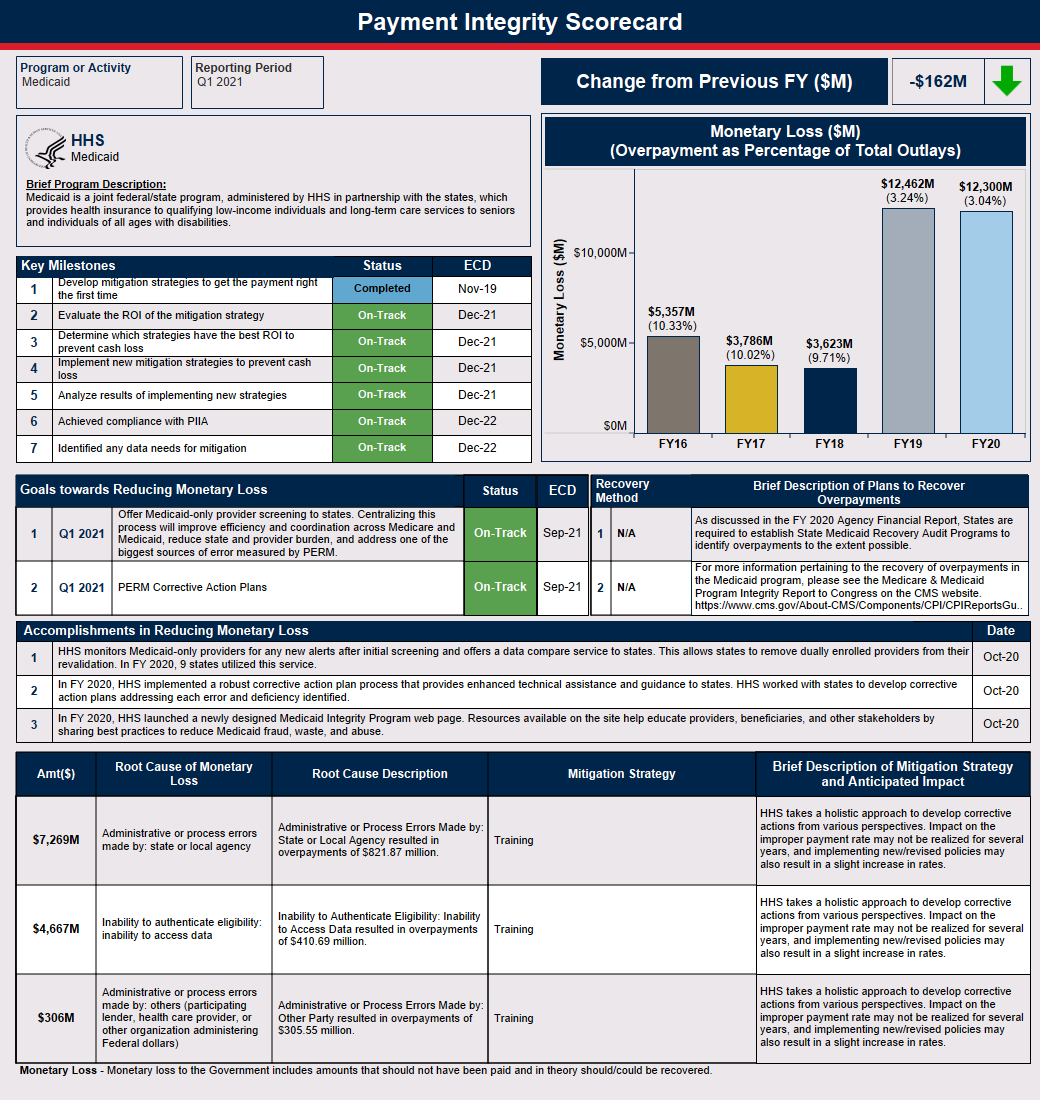 Payment Integrity Scorecard
Program or Activity
Medicaid
Reporting Period
Q1 2021
Change from Previous FY ($M)
-$162M
HHS
Medicaid
Brief Program Description:
Medicaid is a joint federal/state program, administered by HHS in partnership with the states, which
provides health insurance to qualifying low-income individuals and long-term care services to seniors
and individuals of all ages with disabilities.
Monetary Loss ($M)
(Overpayment as Percentage of Total Outlays)
Monetary Loss ($M)
$10,000M
$5,000M
$0M
$5,357M
(10.33%)
$3,786M
(10.02%)
$3,623M
(9.71%)
$12,462M
(3.24%)
$12,300M
(3.04%)
FY16 FY17 FY18 FY19 FY20
Key Milestones Status ECD
1 Develop mitigation strategies to get the payment right
the first time Completed Nov-19
2 Evaluate the ROI of the mitigation strategy On-Track Dec-21
3 Determine which strategies have the best ROI to
prevent cash loss On-Track Dec-21
4 Implement new mitigation strategies to prevent cash
loss On-Track Dec-21
5 Analyze results of implementing new strategies On-Track Dec-21
6 Achieved compliance with PIIA On-Track Dec-22
7 Identified any data needs for mitigation On-Track Dec-22
Goals towards Reducing Monetary Loss Status ECD
1 Q1 2021 Offer Medicaid-only provider screening to states. Centralizing this
process will improve efficiency and coordination across Medicare and
Medicaid, reduce state and provider burden, and address one of the
biggest sources of error measured by PERM. On-Track Sep-21
2 Q1 2021 PERM Corrective Action Plans On-Track Sep-21
Recovery
Method
Brief Description of Plans to Recover
Overpayments
1 N/A As discussed in the FY 2020 Agency Financial Report, States are
required to establish State Medicaid Recovery Audit Programs to
identify overpayments to the extent possible.
2 N/A For more information pertaining to the recovery of overpayments in
the Medicaid program, please see the Medicare & Medicaid
Program Integrity Report to Congress on the CMS website.
https://www.cms.gov/About-CMS/Components/CPI/CPIReportsGu..
Accomplishments in Reducing Monetary Loss Date
1 HHS monitors Medicaid-only providers for any new alerts after initial screening and offers a data compare service to states. This allows states to remove dually enrolled providers from their
revalidation. In FY 2020, 9 states utilized this service. Oct-20
2 In FY 2020, HHS implemented a robust corrective action plan process that provides enhanced technical assistance and guidance to states. HHS worked with states to develop corrective
action plans addressing each error and deficiency identified. Oct-20
3 In FY 2020, HHS launched a newly designed Medicaid Integrity Program web page. Resources available on the site help educate providers, beneficiaries, and other stakeholders by
sharing best practices to reduce Medicaid fraud, waste, and abuse. Oct-20
Amt($)
Root Cause of Monetary
Loss
Root Cause Description
Mitigation Strategy
Brief Description of Mitigation Strategy
and Anticipated Impact
$7,269M
Administrative or process errors
made by: state or local agency
Administrative or Process Errors Made by:
State or Local Agency resulted in
overpayments of $821.87 million.
Training
HHS takes a holistic approach to develop corrective
actions from various perspectives. Impact on the
improper payment rate may not be realized for several
years, and implementing new/revised policies may
also result in a slight increase in rates.
$4,667M
Inability to authenticate eligibility:
inability to access data
Inability to Authenticate Eligibility: Inability
to Access Data resulted in overpayments
of $410.69 million.
Training
HHS takes a holistic approach to develop corrective
actions from various perspectives. Impact on the
improper payment rate may not be realized for several
years, and implementing new/revised policies may
also result in a slight increase in rates.
$306M
Administrative or process errors
made by: others (participating
lender, health care provider, or
other organization administering
Federal dollars)
Administrative or Process Errors Made by:
Other Party resulted in overpayments of
$305.55 million.
Training
HHS takes a holistic approach to develop corrective
actions from various perspectives. Impact on the
improper payment rate may not be realized for several
years, and implementing new/revised policies may
also result in a slight increase in rates.
Monetary Loss - Monetary loss to the Government includes amounts that should not have been paid and in theory should/could be recovered.